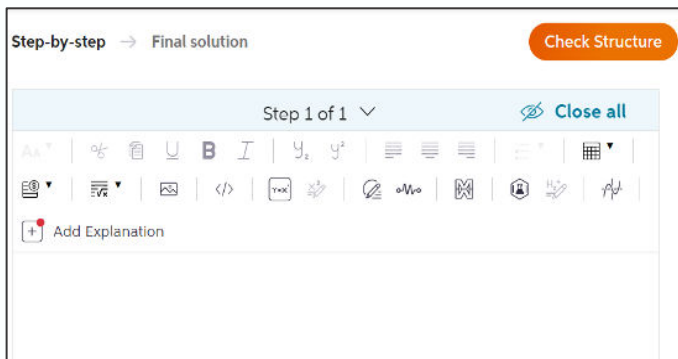 Step-by-step → Final solution
Check Structure
Step 1 of 1
Close all
Add Explanation